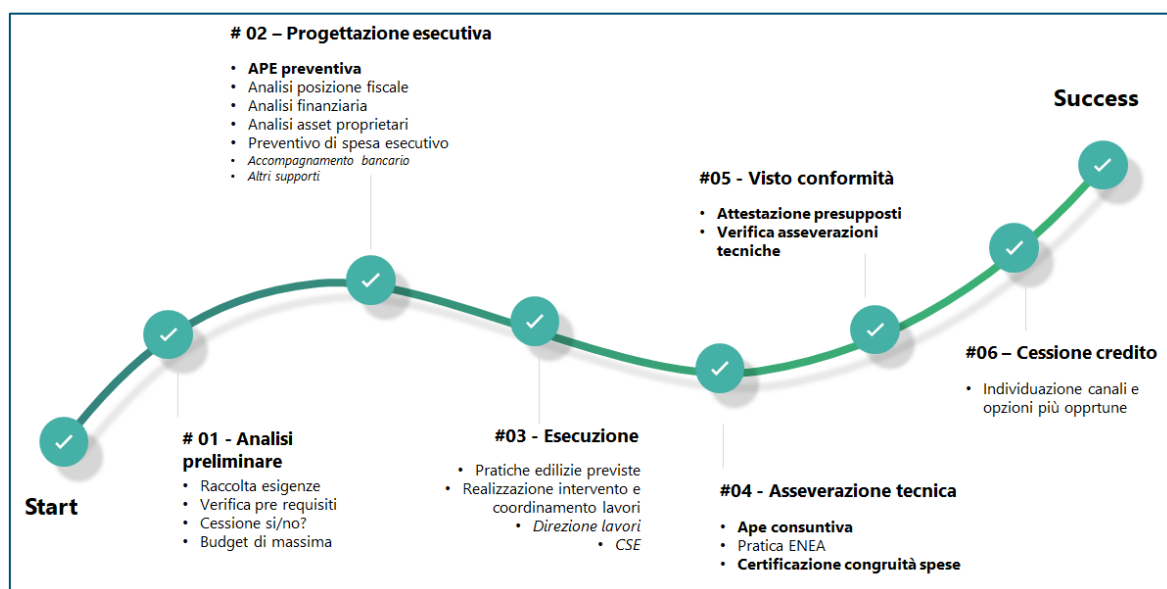 Start
# 01 - Analisi
preliminare
• Raccolta esigenze
• Verifica pre requisiti
• Cessione si/no?
• Budget di massima
# 02 – Progettazione esecutiva
• APE preventiva
• Analisi posizione fiscale
• Analisi finanziaria
• Analisi asset proprietari
• Preventivo di spesa esecutivo
• Accompagnamento bancario
• Altri supporti
#03 - Esecuzione
• Pratiche edilizie previste
• Realizzazione intervento e
coordinamento lavori
• Direzione lavori
• CSE
#04 - Asseverazione tecnica
• Ape consuntiva
• Pratica ENEA
• Certificazione congruità spese
#05 - Visto conformità
• Attestazione presupposti
• Verifica asseverazioni
tecniche
#06 – Cessione credito
• Individuazione canali e
opzioni più opprtune
Success